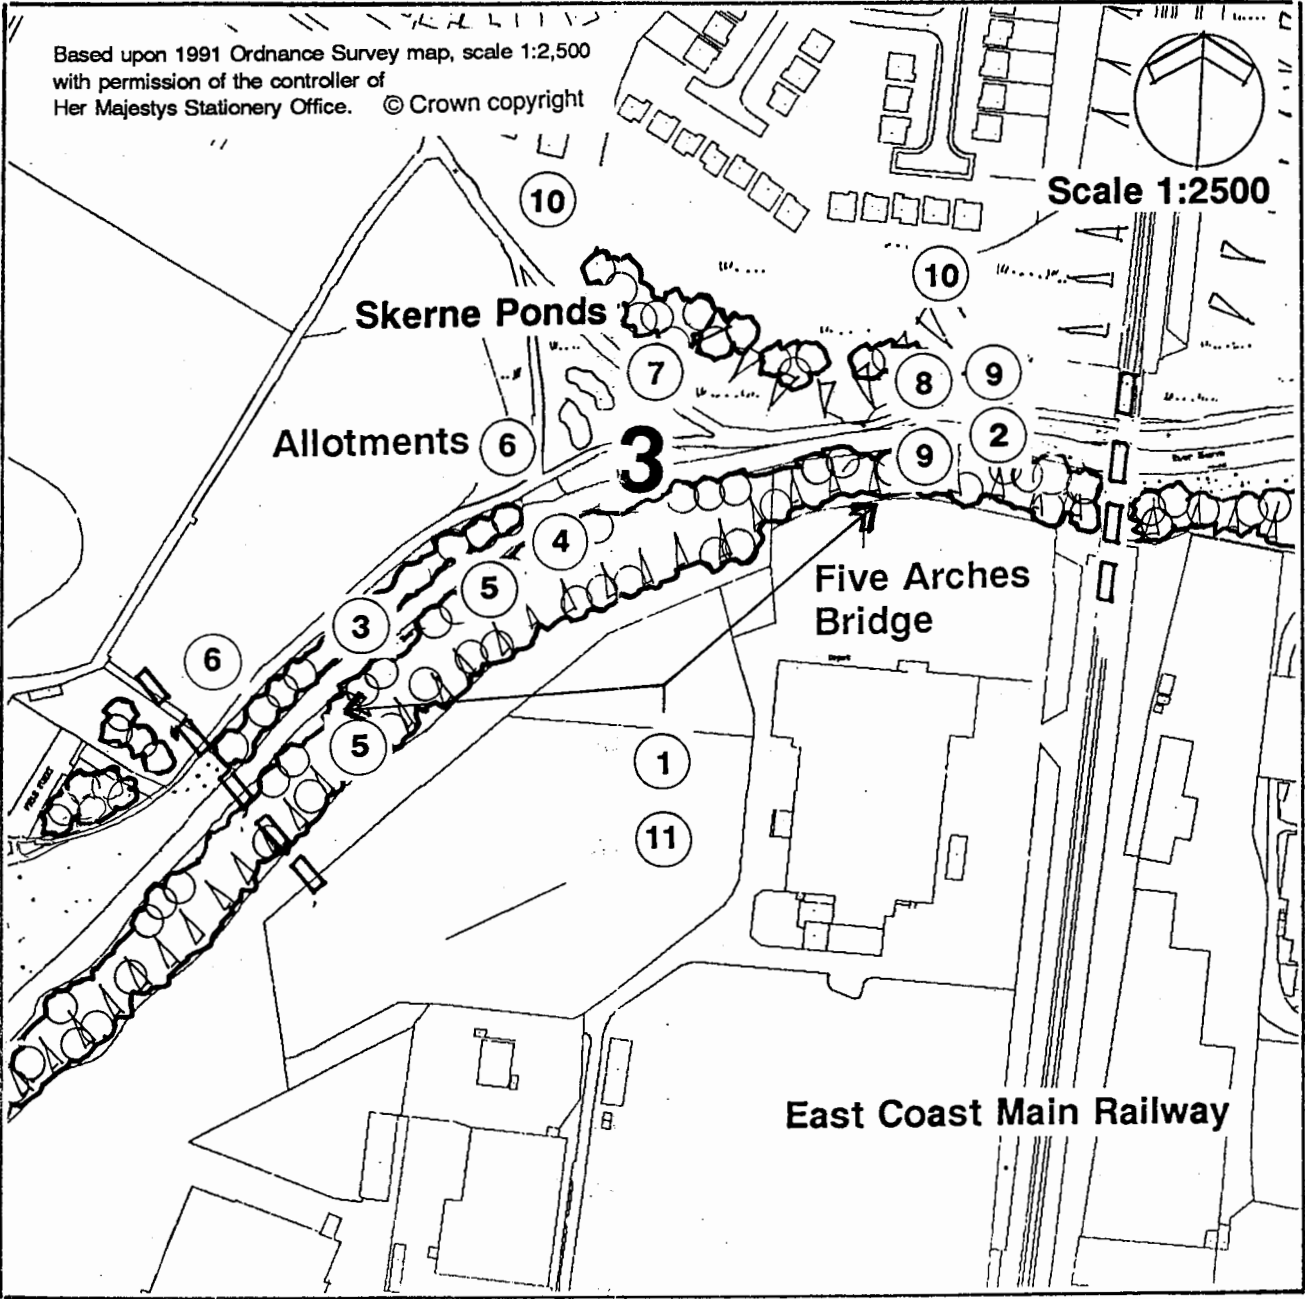 Based upon 1991 Ordnance Survey map, scale 1:2,500
with permission of the controller of
Her Majestys Stationery Office. © Crown copyright
Scale 1:2500
10
10
Skerne Ponds
7
8
9
Allotments
6
3
9
2
4
5
3
6
Five Arches
Bridge
Depot
5
1
11
East Coast Main Railway